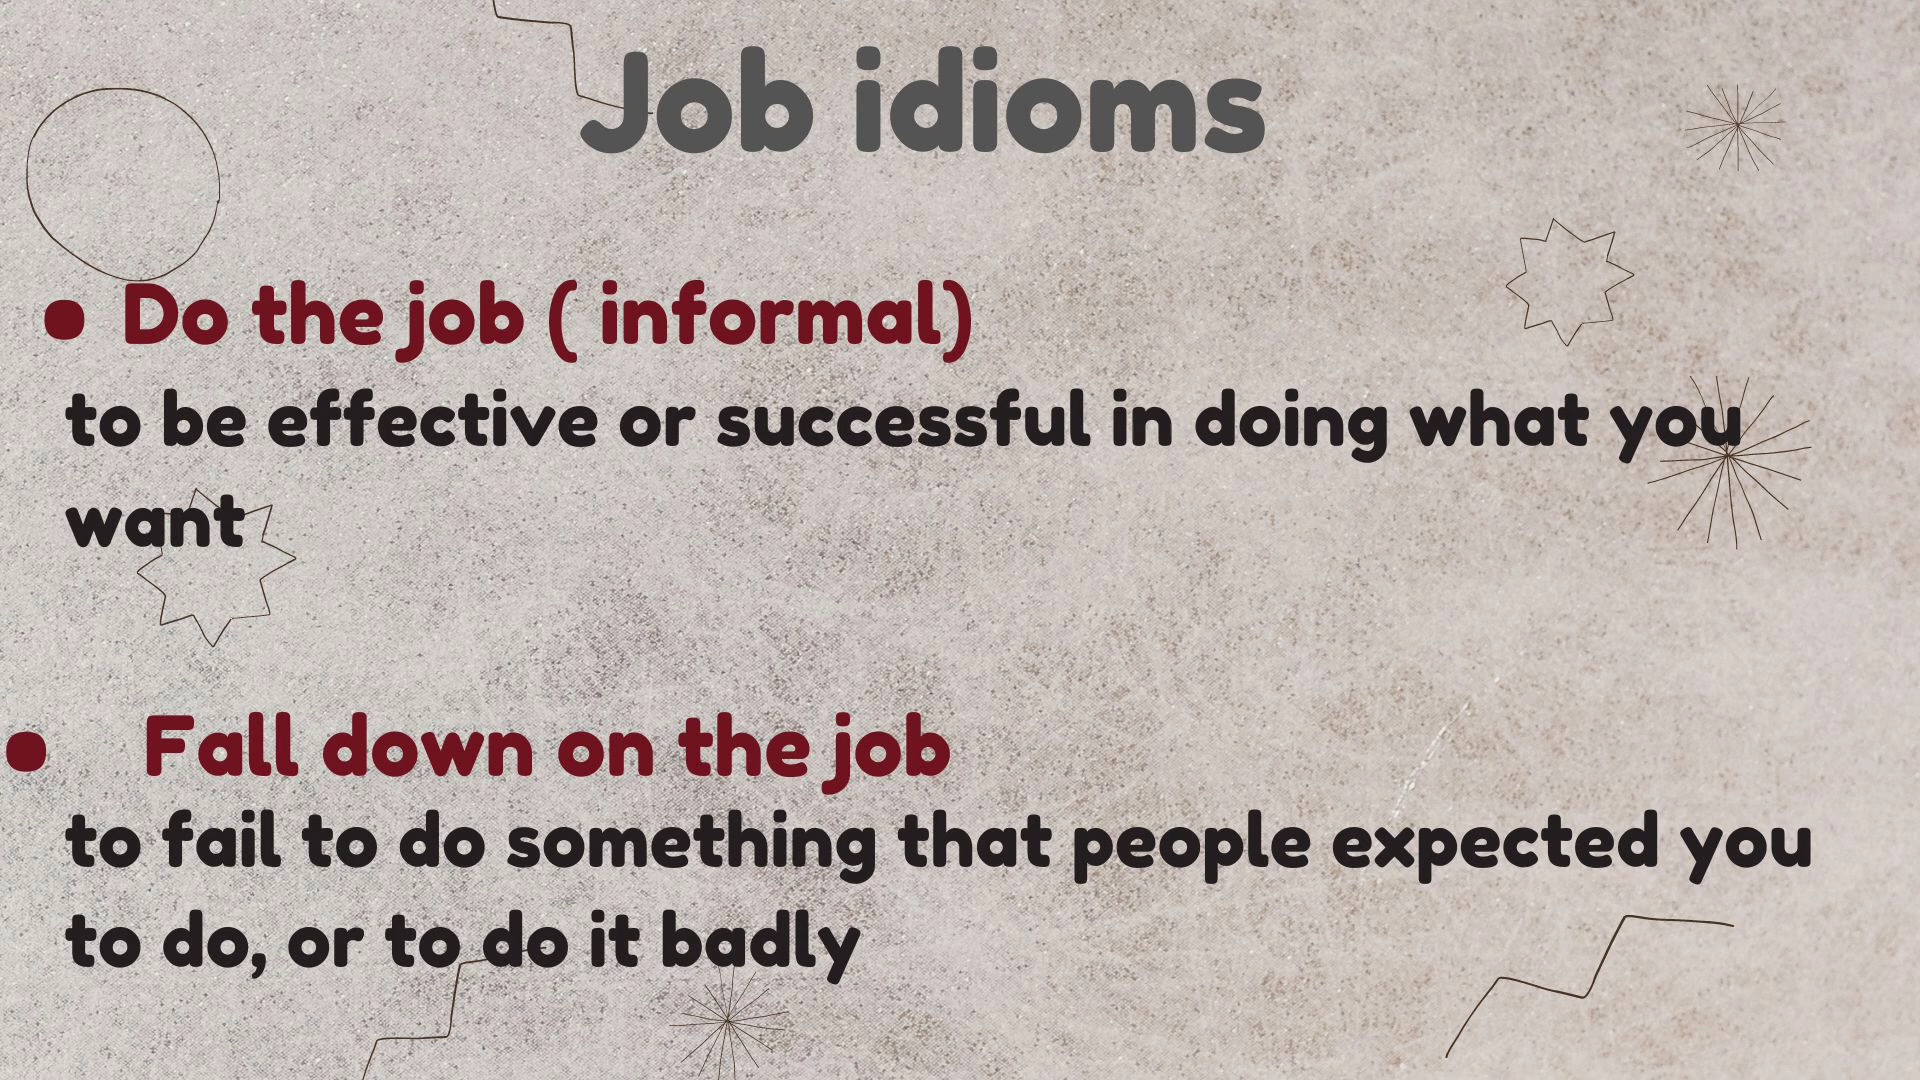 Job idioms
• Do the job ( informal)
to be effective or successful in doing what you
want
• Fall down on the job
to fail to do something that people expected you
to do, or to do it badly